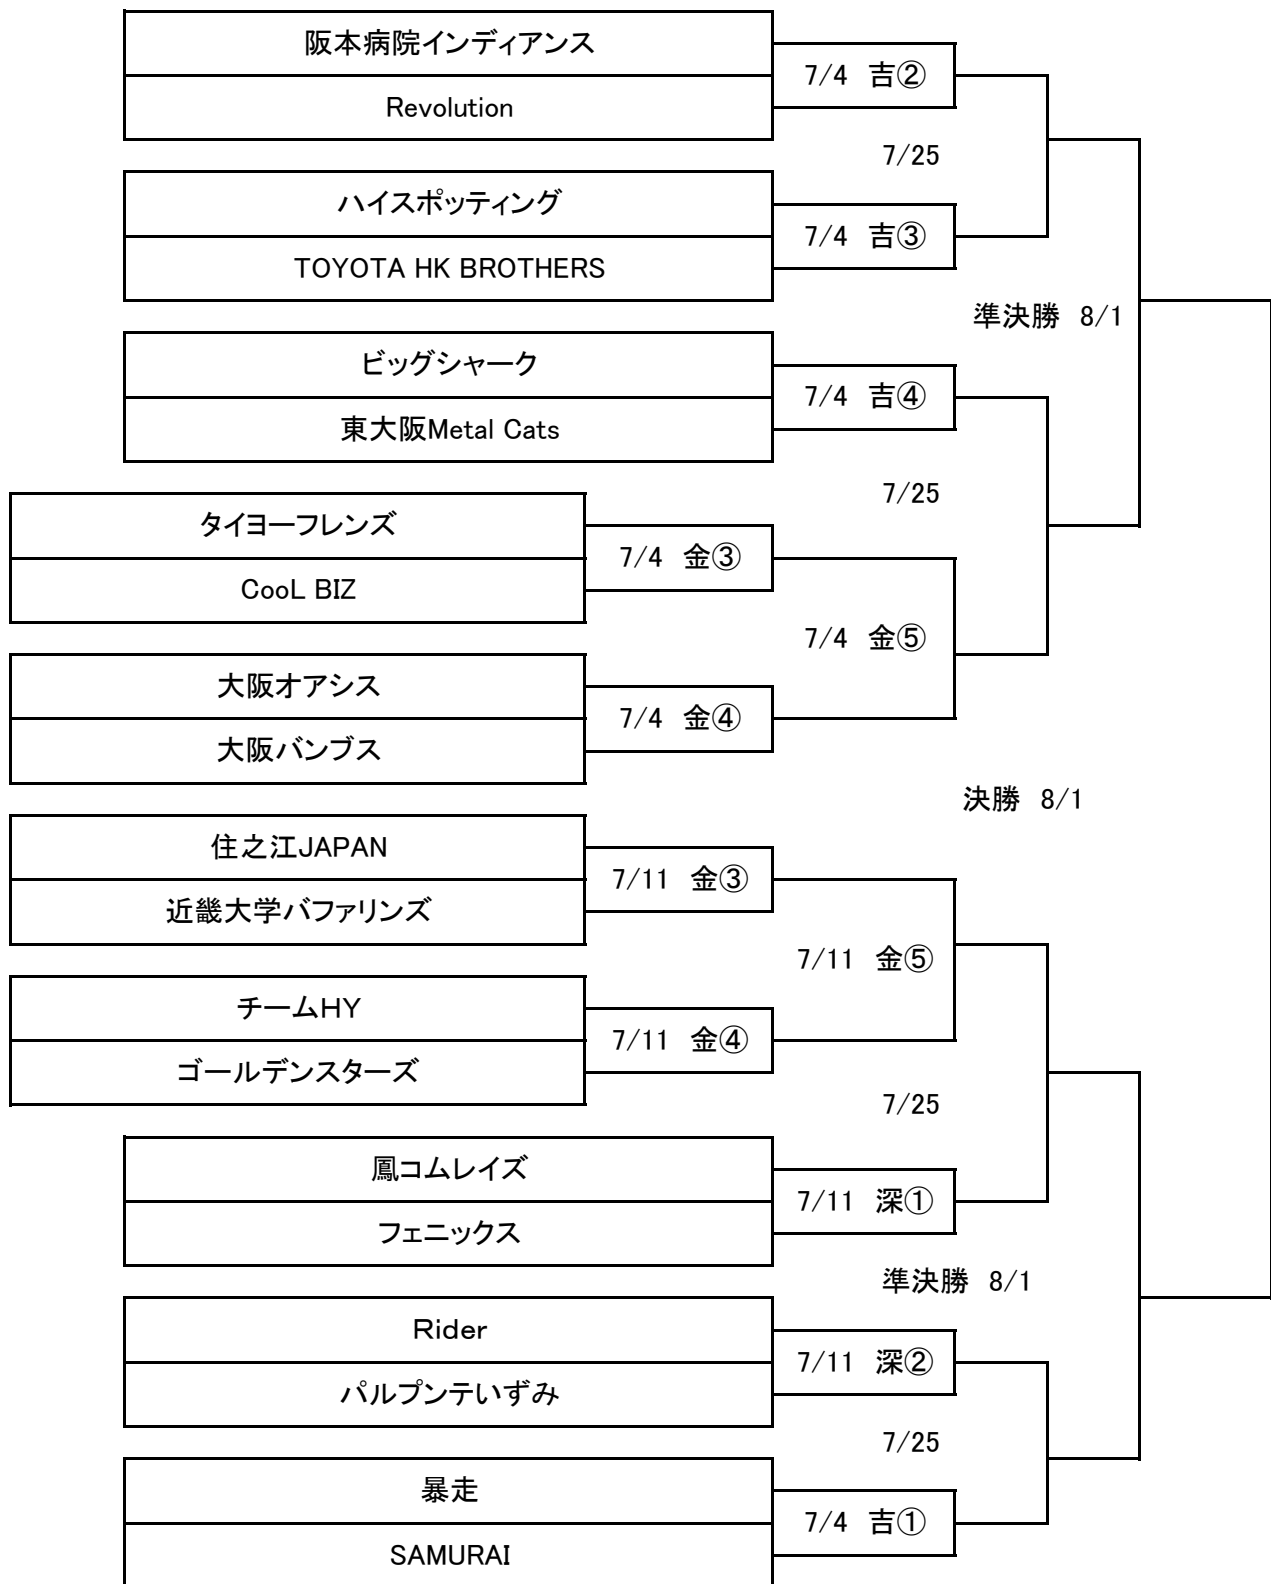 阪本病院インディアンス
7/4 吉②
Revolution
7/25
ハイスポッティング
7/4 吉③
TOYOTA HK BROTHERS
準決勝 8/1
ビッグシャーク
7/4 吉④
東大阪Metal Cats
7/25
タイヨーフレンズ
7/4 金③
CooL BIZ
7/4 金⑤
大阪オアシス
7/4 金④
大阪バンブス
決勝 8/1
住之江JAPAN
7/11 金③
近畿大学バファリンズ
7/11 金⑤
チームHY
7/11 金④
ゴールデンスターズ
7/25
鳳コムレイズ
7/11 深①
フェニックス
準決勝 8/1
Rider
7/11 深②
パルプンテいずみ
7/25
暴走
7/4 吉①
SAMURAI